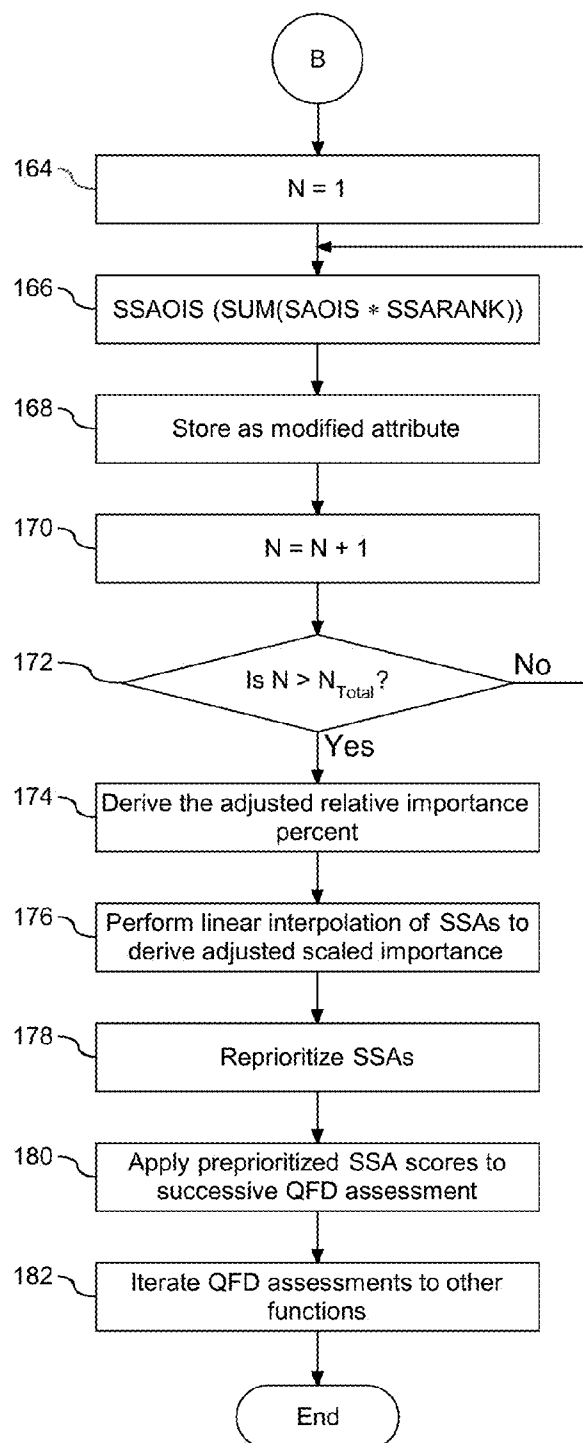 B
164
N = 1
166
SSAOIS (SUM(SAOIS * SSARANK))
168
Store as modified attribute
170
N = N + 1
172
Is N > N_Total?
No
Yes
174
Derive the adjusted relative importance
percent
176
Perform linear interpolation of SSAs to
derive adjusted scaled importance
178
Reprioritize SSAs
180
Apply preprioritized SSA scores to
successive QFD assessment
182
Iterate QFD assessments to other
functions
End